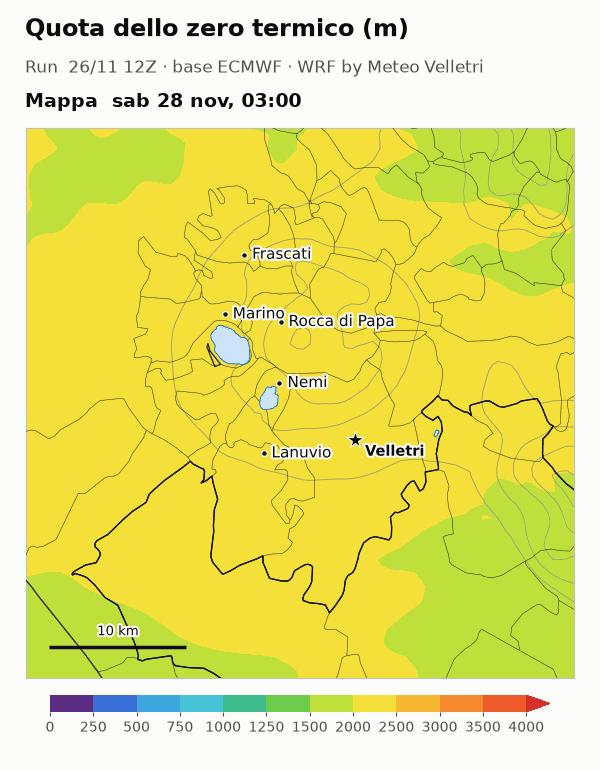 Quota dello zero termico (m)
Run  26/11 12Z · base ECMWF · WRF by Meteo Velletri
Mappa  sab 28 nov, 03:00
Frascati
Marino
Rocca di Papa
Nemi
Velletri
Lanuvio
10 km
0 250 500 750 1000 1250 1500 2000 2500 3000 3500 4000